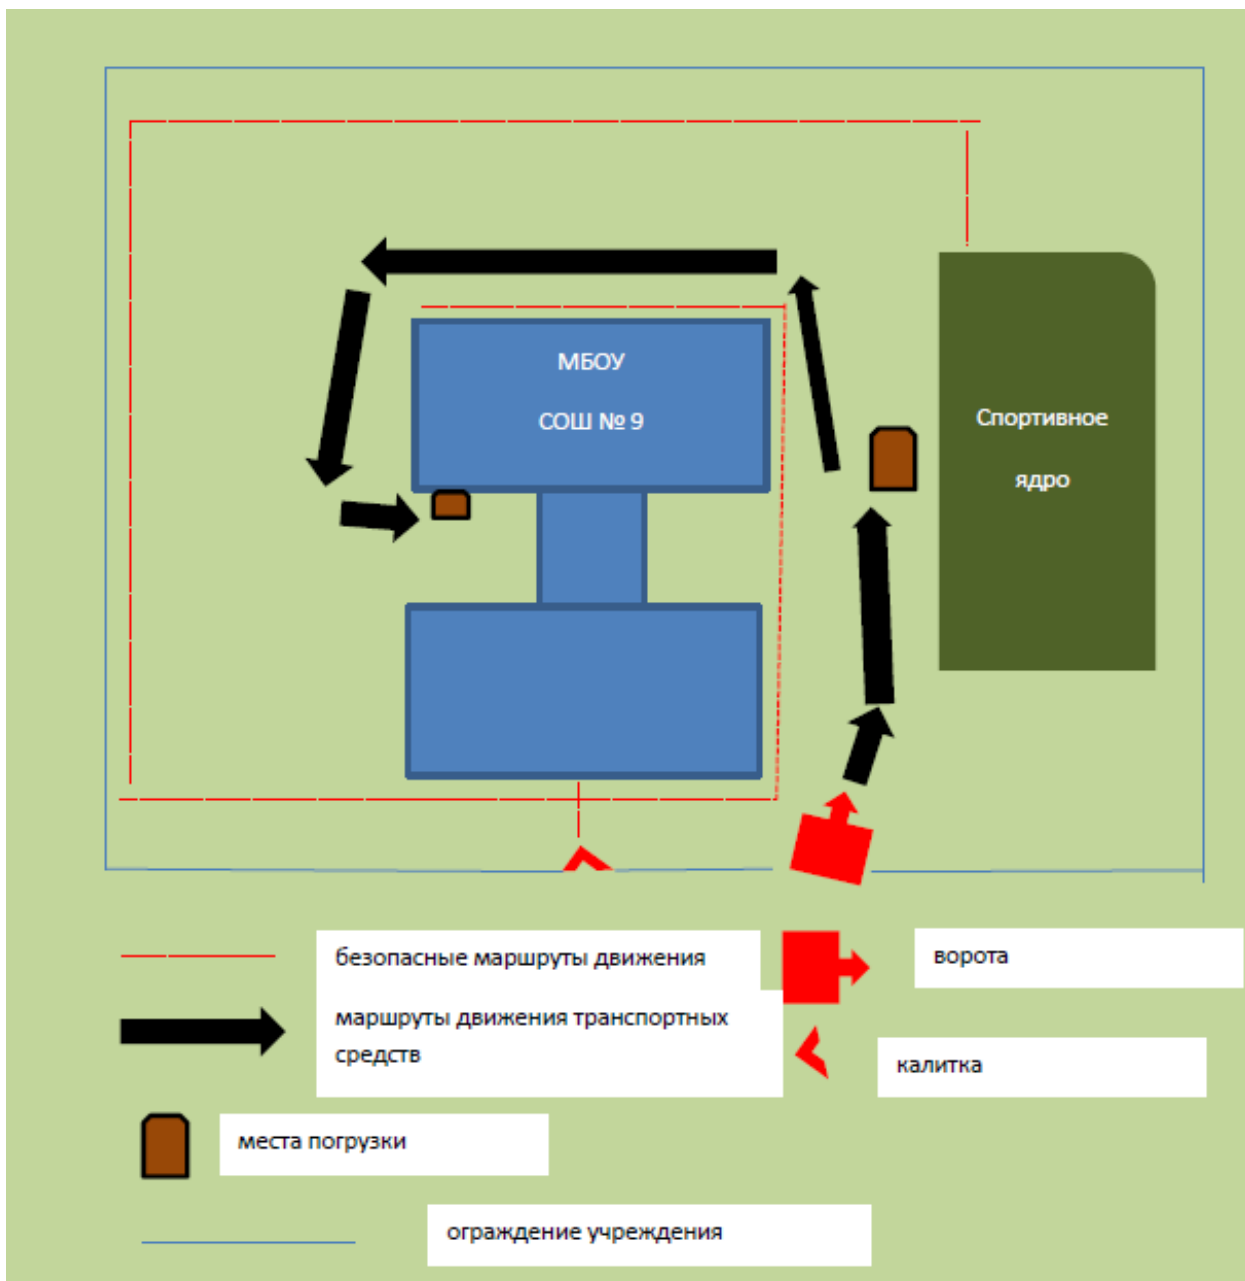 МБОУ
СОШ № 9
Спортивное
ядро
безопасные маршруты движения
ворота
маршруты движения транспортных
средств
калитка
места погрузки
ограждение учреждения